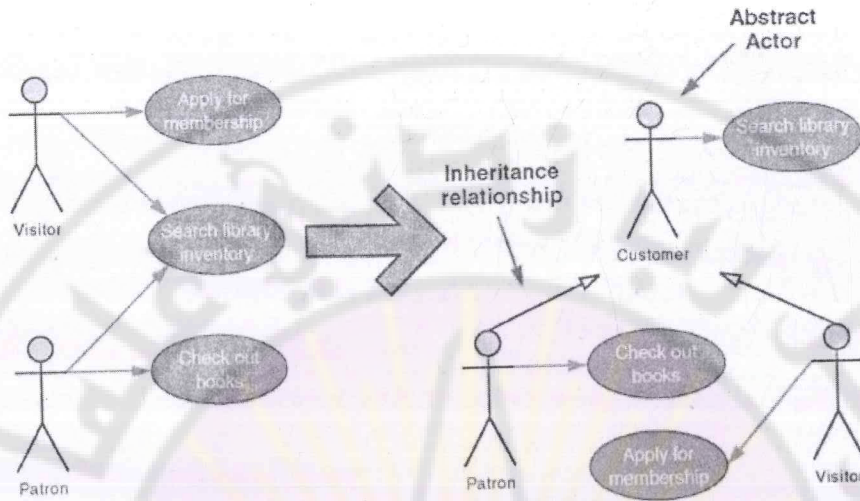 Abstract
Actor
Apply for
membership
Visitor
Search library
inventory
Inheritance
relationship
Search library
inventory
Customer
Check out
books
Patron
Check out
books
Patron
Apply for
membership
Visitor